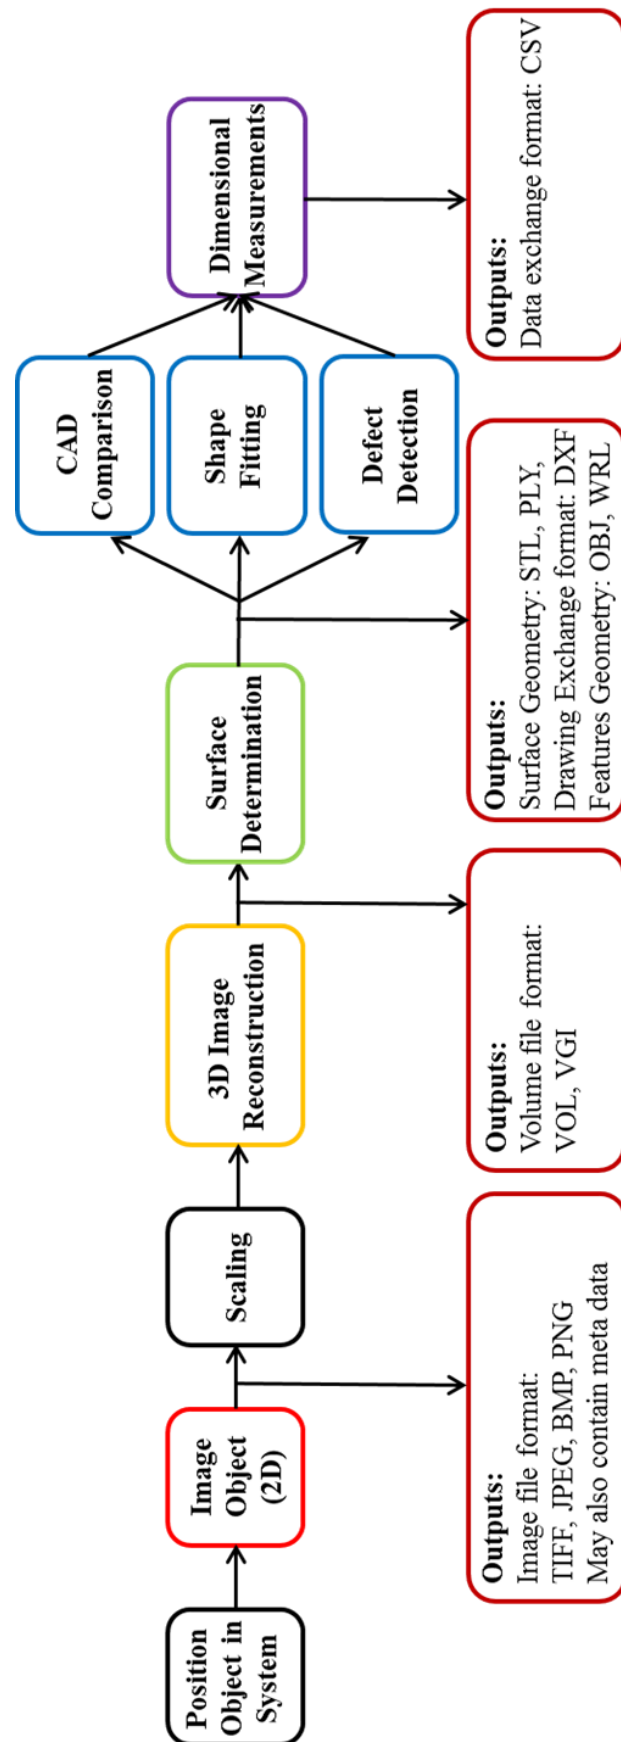 Position
Object in
System
Image
Object
(2D)
Scaling
3D Image
Reconstruction
Surface
Determination
CAD
Comparison
Shape
Fitting
Defect
Detection
Dimensional
Measurements
Outputs:
Image file format:
TIFF, JPEG, BMP, PNG
May also contain meta data
Outputs:
Volume file format:
VOL, VGI
Outputs:
Surface Geometry: STL, PLY,
Drawing Exchange format: DXF
Features Geometry: OBJ, WRL
Outputs:
Data exchange format: CSV